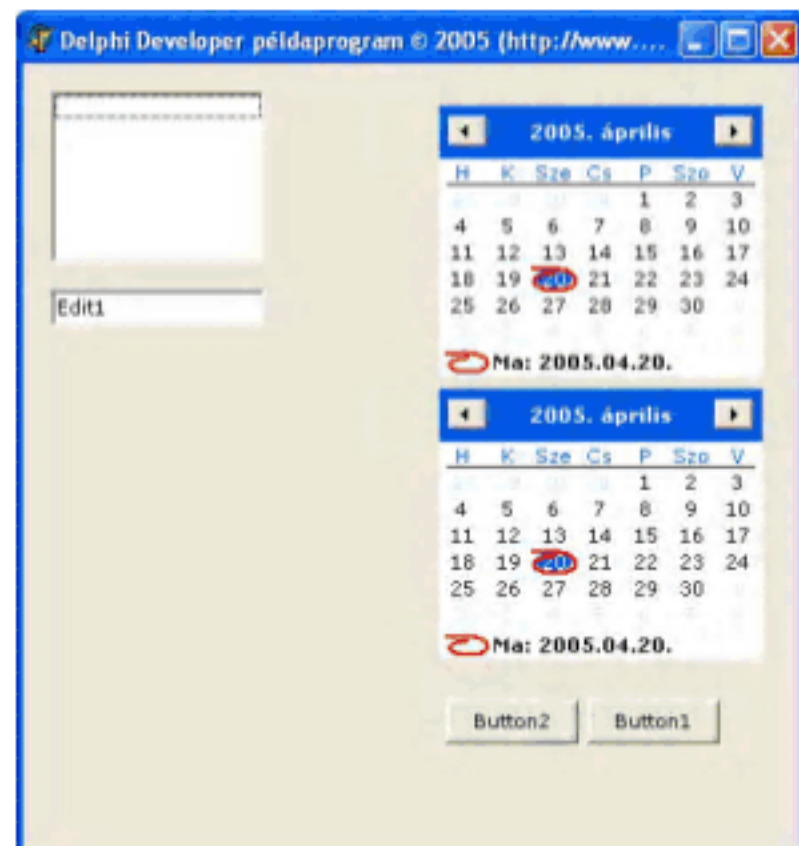 Delphi Developer példaprogram © 2005 (http://www....
Edit1
2005. április
H K Sze Cs P Szo V
1 2 3
4 5 6 7 8 9 10
11 12 13 14 15 16 17
18 19 20 21 22 23 24
25 26 27 28 29 30
Ma: 2005.04.20.
2005. április
H K Sze Cs P Szo V
1 2 3
4 5 6 7 8 9 10
11 12 13 14 15 16 17
18 19 20 21 22 23 24
25 26 27 28 29 30
Ma: 2005.04.20.
Button2 Button1